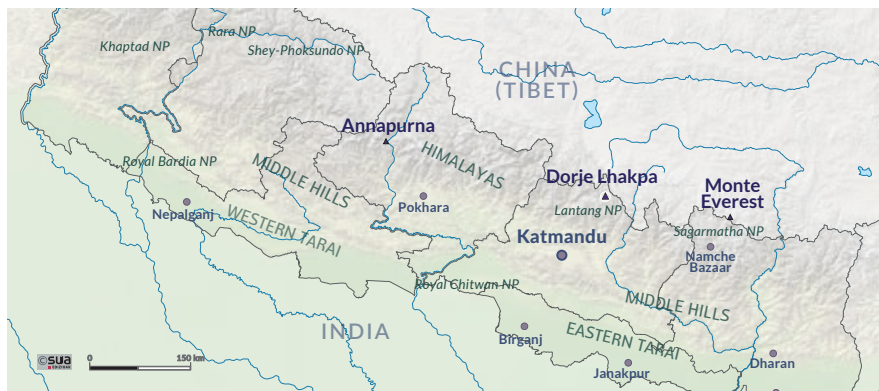 Rara NP
Khaptad NP
Shey-Phoksundo NP
CHINA
(TIBET)
Annapurna
HIMALAYAS
Royal Bardia NP
MIDDLE HILLS
Dorje Lhakpa
Monte
Everest
Nepalganj
WESTERN TARAI
Pokhara
Lantang NP
Sagarmatha NP
Katmandu
Namche
Bazaar
Royal Chitwan NP
MIDDLE HILLS
INDIA
Birganj
EASTERN TARAI
©SUA
EDIZIOAK
0 150 km
Janakpur
Dharan